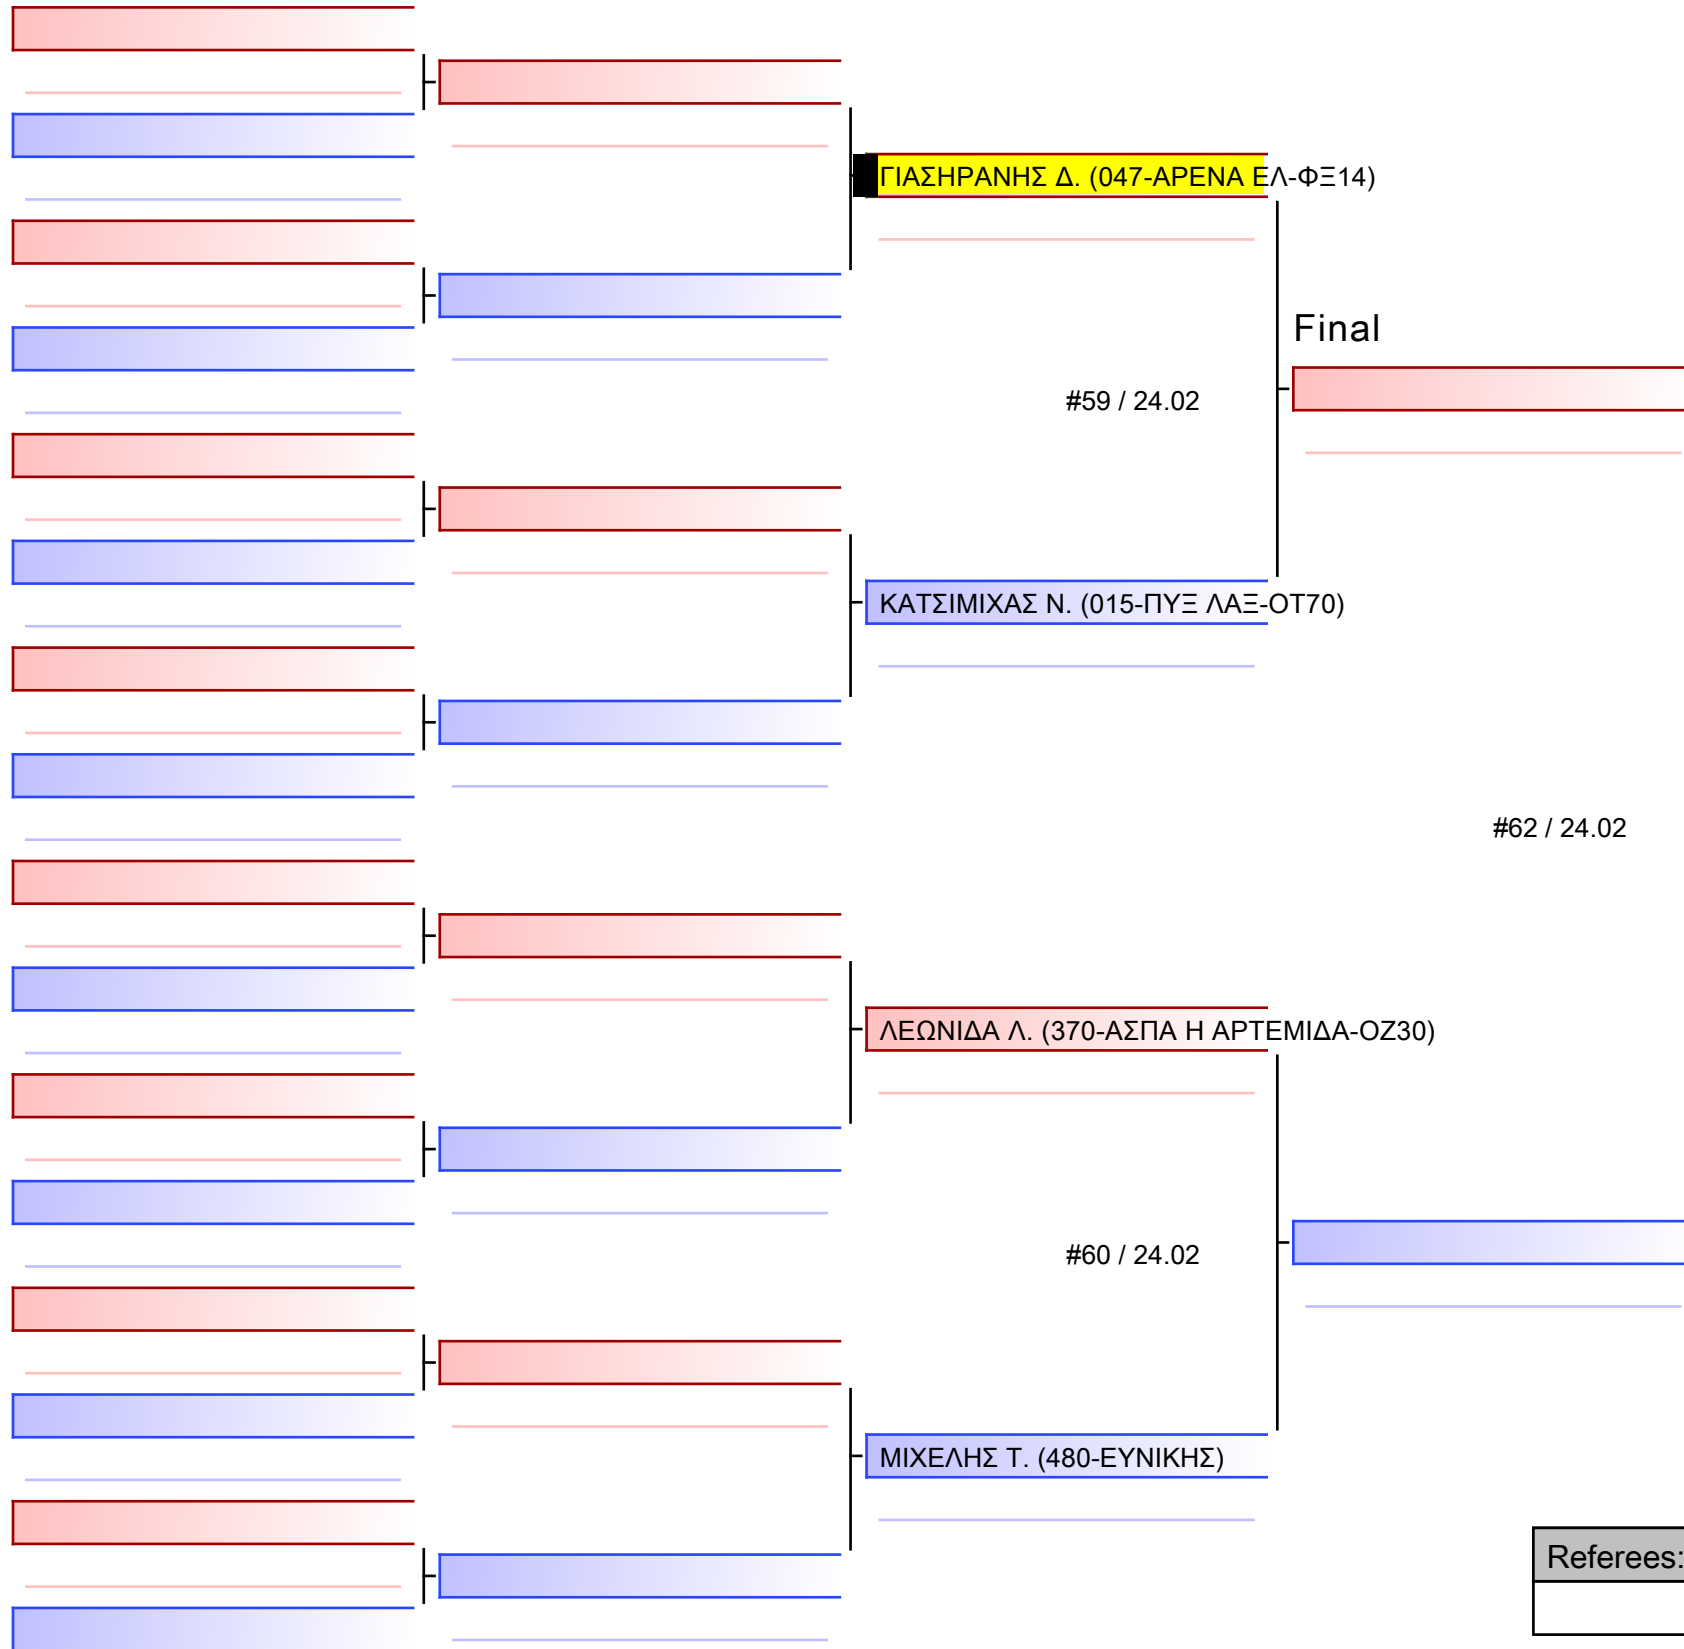 ΓΙΑΣΗΡΑΝΗΣ Δ. (047-ΑΡΕΝΑ ΕΛ-ΦΞ14)
Final
#59 / 24.02
ΚΑΤΣΙΜΙΧΑΣ Ν. (015-ΠΥΞ ΛΑΞ-ΟΤ70)
#62 / 24.02
ΛΕΩΝΙΔΑ Λ. (370-ΑΣΠΑ Η ΑΡΤΕΜΙΔΑ-ΟΖ30)
#60 / 24.02
ΜΙΧΕΛΗΣ Τ. (480-ΕΥΝΙΚΗΣ)
Referees: